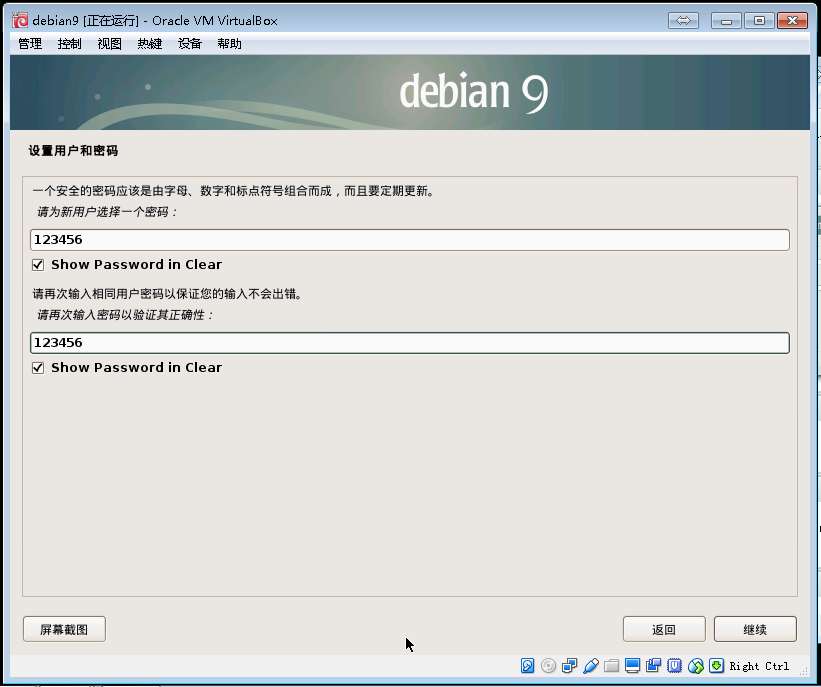 debian9 [正在运行] - Oracle VM VirtualBox
管理 控制 视图 热键 设备 帮助
debian 9
设置用户和密码
一个安全的密码应该是由字母、数字和标点符号组合而成，而且要定期更新。
请为新用户选择一个密码：
123456
Show Password in Clear
请再次输入相同用户密码以保证您的输入不会出错。
请再次输入密码以验证其正确性：
123456
Show Password in Clear
屏幕截图 返回 继续
Right Ctrl